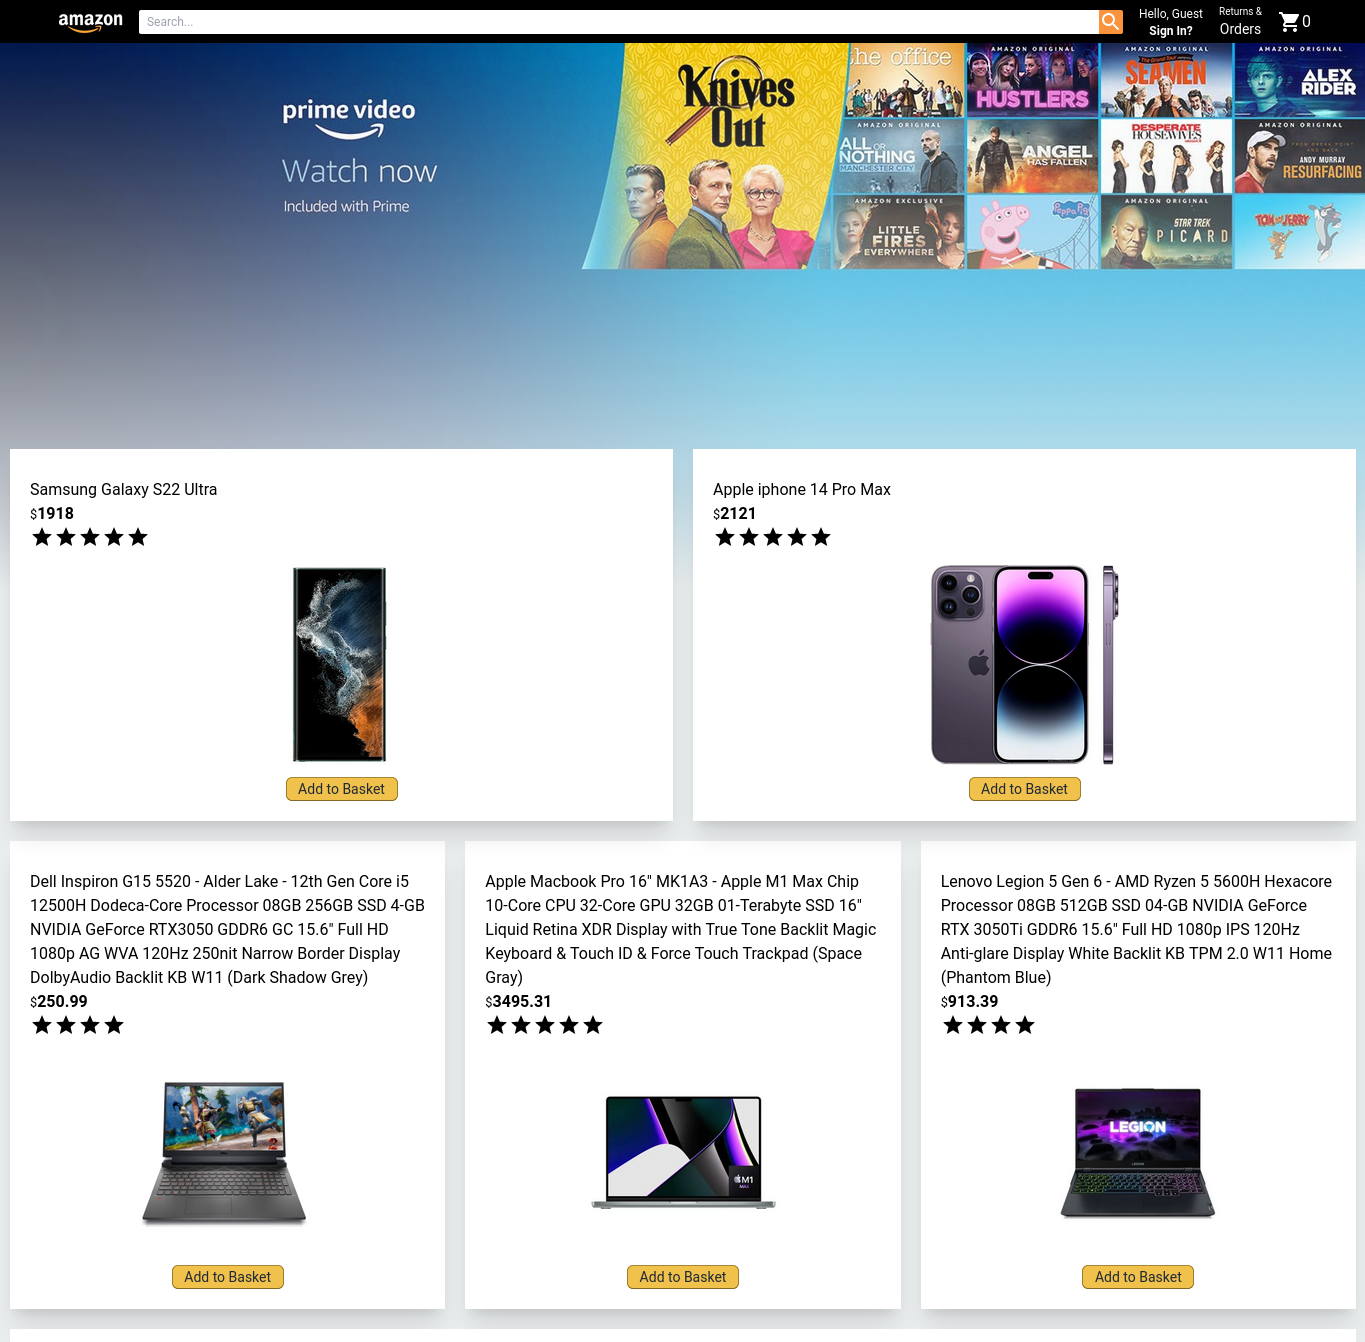 amazon
Search...
Hello, Guest
Sign In?
Returns &
Orders
0
prime video
Watch now
Included with Prime
Knives
Out
the office
AMAZON ORIGINAL
HUSTLERS
AMAZON ORIGINAL
The Grand Tour presents
SEAMEN
AMAZON ORIGINAL
ALEX
RIDER
AMAZON ORIGINAL
ALL OR
NOTHING
MANCHESTER CITY
ANGEL
HAS FALLEN
DESPERATE
HOUSEWIVES
AMAZON ORIGINAL
FROM BREAK POINT
AND BACK
ANDY MURRAY
RESURFACING
AMAZON EXCLUSIVE
LITTLE
FIRES
EVERYWHERE
Peppa Pig
AMAZON ORIGINAL
STAR TREK
PICARD
TOM and JERRY
Samsung Galaxy S22 Ultra
$1918
Apple iphone 14 Pro Max
$2121
Add to Basket
Add to Basket
Dell Inspiron G15 5520 - Alder Lake - 12th Gen Core i5
12500H Dodeca-Core Processor 08GB 256GB SSD 4-GB
NVIDIA GeForce RTX3050 GDDR6 GC 15.6" Full HD
1080p AG WVA 120Hz 250nit Narrow Border Display
DolbyAudio Backlit KB W11 (Dark Shadow Grey)
$250.99
Apple Macbook Pro 16" MK1A3 - Apple M1 Max Chip
10-Core CPU 32-Core GPU 32GB 01-Terabyte SSD 16"
Liquid Retina XDR Display with True Tone Backlit Magic
Keyboard & Touch ID & Force Touch Trackpad (Space
Gray)
$3495.31
Lenovo Legion 5 Gen 6 - AMD Ryzen 5 5600H Hexacore
Processor 08GB 512GB SSD 04-GB NVIDIA GeForce
RTX 3050Ti GDDR6 15.6" Full HD 1080p IPS 120Hz
Anti-glare Display White Backlit KB TPM 2.0 W11 Home
(Phantom Blue)
$913.39
M1
MAX
LEGION
Add to Basket
Add to Basket
Add to Basket